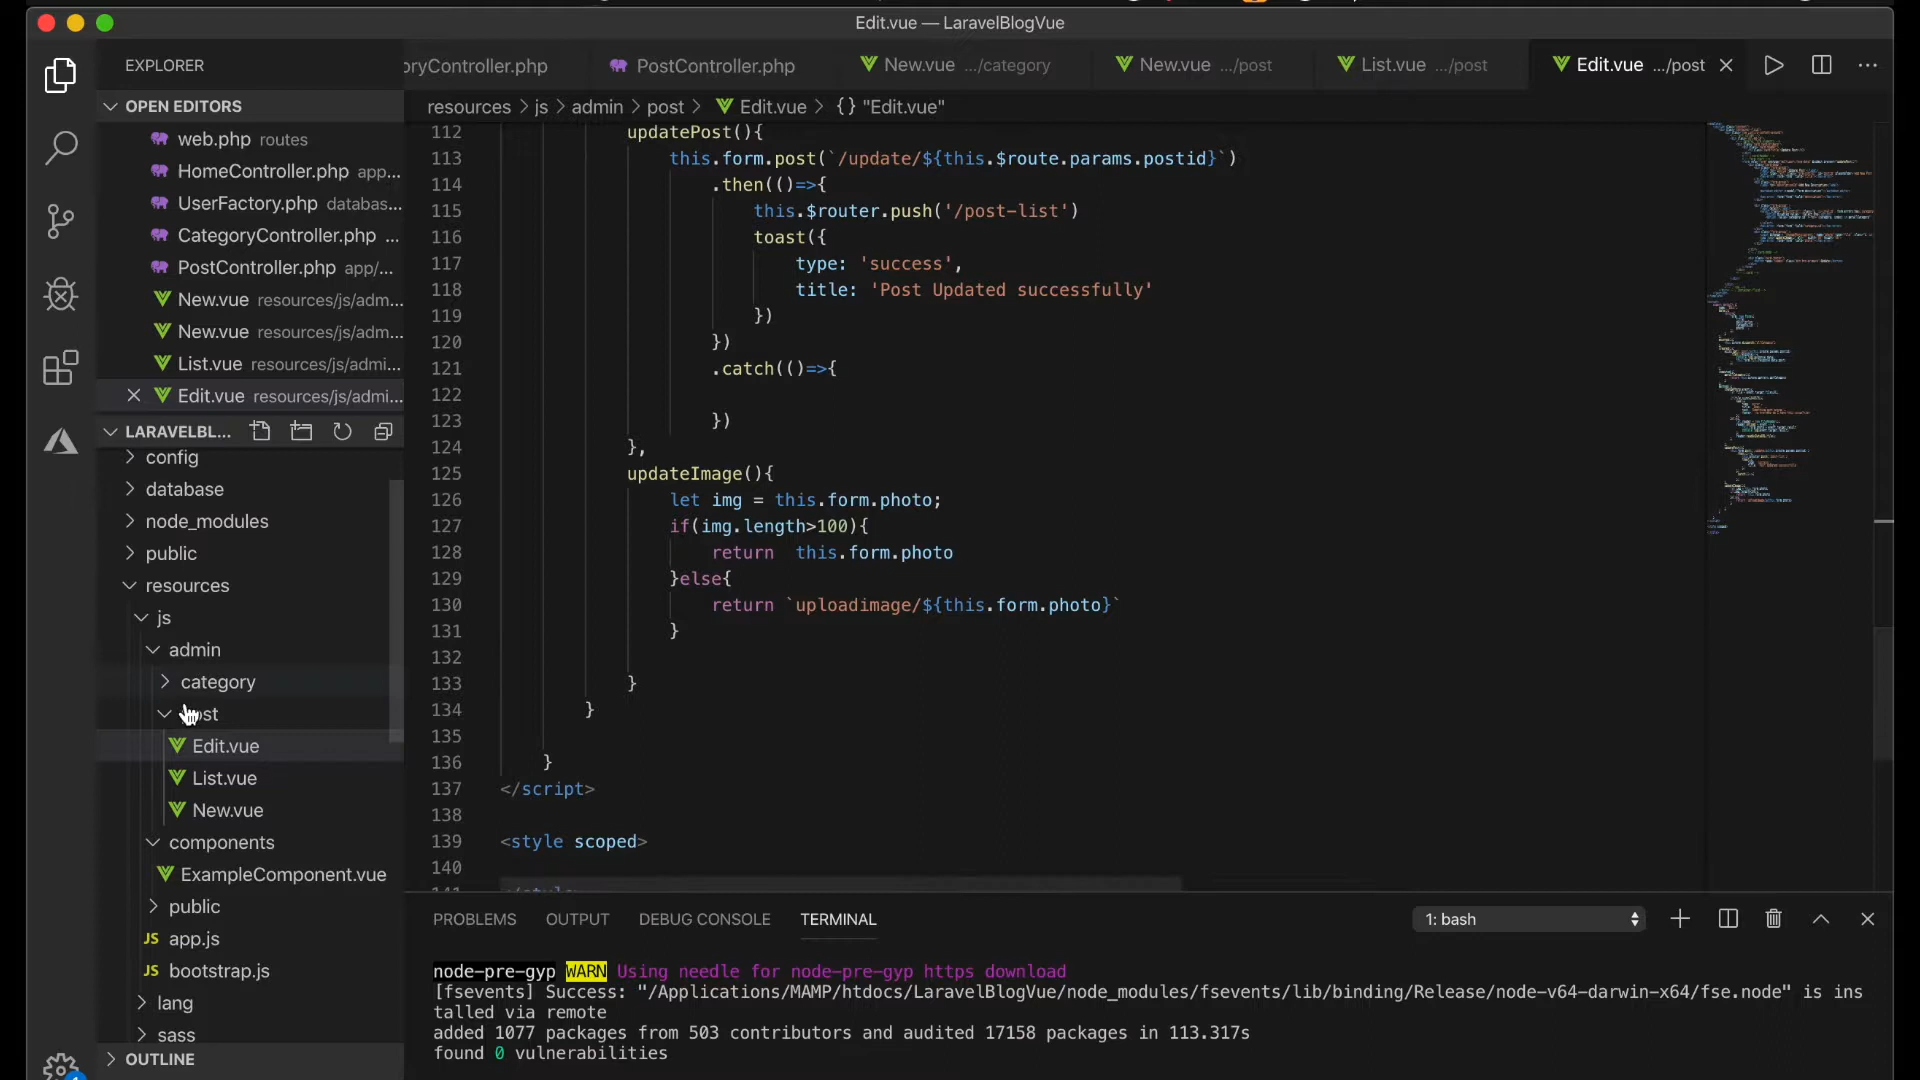 Edit.vue — LaravelBlogVue
EXPLORER
OPEN EDITORS
web.php routes
HomeController.php app...
UserFactory.php databas...
CategoryController.php ...
PostController.php app/...
New.vue resources/js/adm...
New.vue resources/js/adm...
List.vue resources/js/admi...
Edit.vue resources/js/admi...
LARAVELBL...
config
database
node_modules
public
resources
js
admin
category
Edit.vue
List.vue
New.vue
components
ExampleComponent.vue
public
JS app.js
JS bootstrap.js
lang
sass
OUTLINE
oryController.php
PostController.php
New.vue .../category
New.vue .../post
List.vue .../post
Edit.vue .../post
resources > js > admin > post > Edit.vue > {} "Edit.vue"
112 updatePost(){
113 this.form.post(`/update/${this.$route.params.postid}`)
114 .then(()=>{
115 this.$router.push('/post-list')
116 toast({
117 type: 'success',
118 title: 'Post Updated successfully'
119 })
120 })
121 .catch(()=>{
122
123 })
124 },
125 updateImage(){
126 let img = this.form.photo;
127 if(img.length>100){
128 return  this.form.photo
129 }else{
130 return `uploadimage/${this.form.photo}`
131 }
132
133 }
134 }
135
136 }
137 </script>
138
139 <style scoped>
140
141 </style>
PROBLEMS
OUTPUT
DEBUG CONSOLE
TERMINAL
1: bash
node-pre-gyp WARN Using needle for node-pre-gyp https download
[fsevents] Success: "/Applications/MAMP/htdocs/LaravelBlogVue/node_modules/fsevents/lib/binding/Release/node-v64-darwin-x64/fse.node" is ins
talled via remote
added 1077 packages from 503 contributors and audited 17158 packages in 113.317s
found 0 vulnerabilities